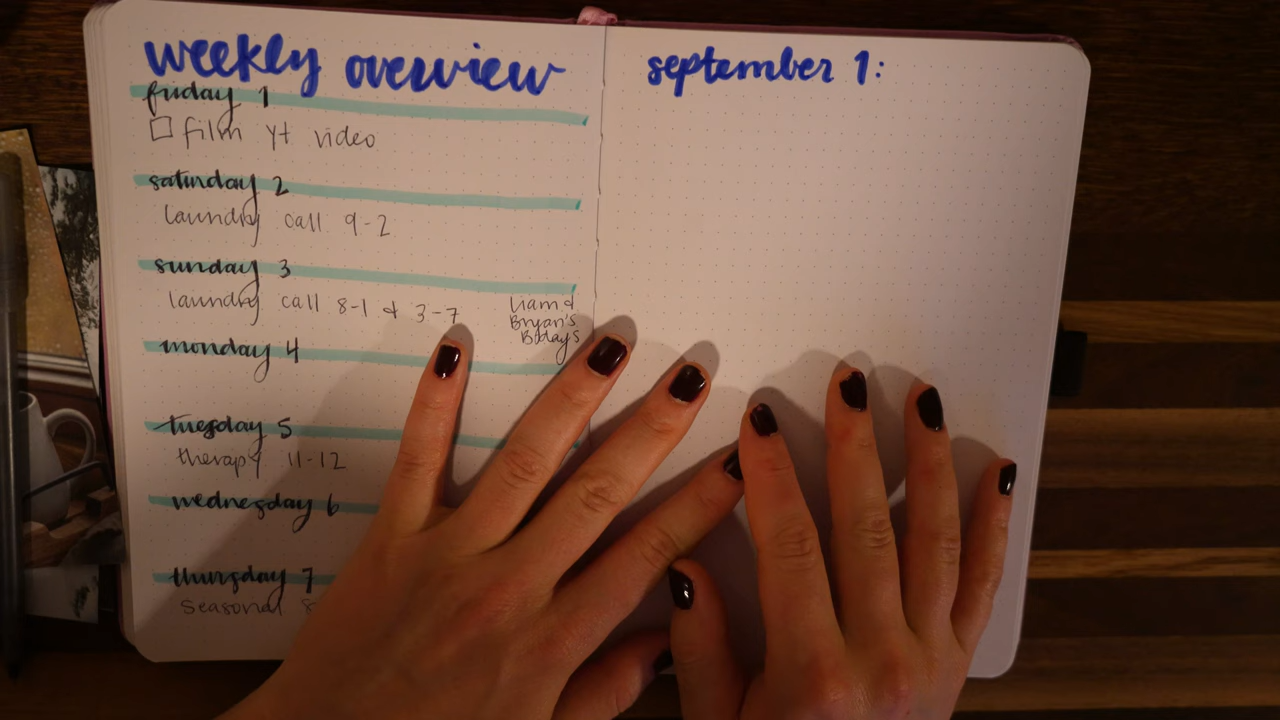 weekly overview
friday 1
film yt video
saturday 2
laundry call 9-2
sunday 3
laundry call 8-1 & 3-7
Liam &
Bryan's
Bdays
monday 4
tuesday 5
therapy 11-12
wednesday 6
thursday 7
seasonal
september 1: